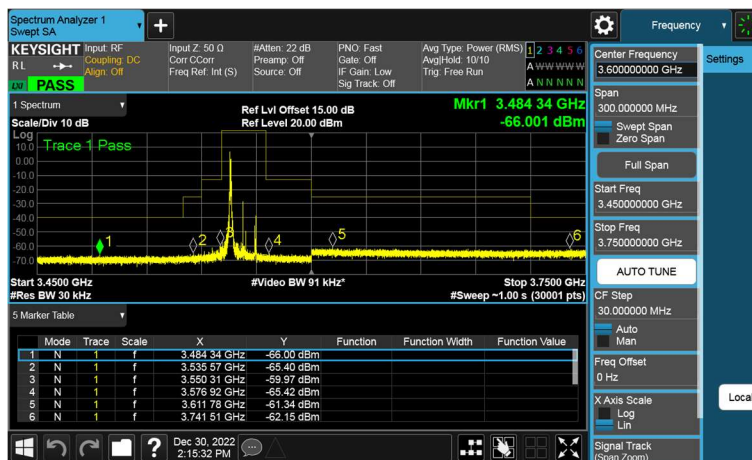 Spectrum Analyzer 1
Swept SA
Frequency
KEYSIGHT Input: RF
R L
Coupling: DC
Align: Off
LXI PASS
Input Z: 50 Ω
Corr CCorr
Freq Ref: Int (S)
#Atten: 22 dB
Preamp: Off
Source: Off
PNO: Fast
Gate: Off
IF Gain: Low
Sig Track: Off
Avg Type: Power (RMS)
Avg|Hold: 10/10
Trig: Free Run
1 2 3 4 5 6
A W W W W W
A N N N N N
1 Spectrum
Scale/Div 10 dB
Ref Lvl Offset 15.00 dB
Ref Level 20.00 dBm
Mkr1 3.484 34 GHz
-66.001 dBm
Log
Trace 1 Pass
10.0
0.00
-10.0
-20.0
-30.0
-40.0
-50.0
-60.0
-70.0
1
2
3
4
5
6
Start 3.4500 GHz
#Res BW 30 kHz
#Video BW 91 kHz*
Stop 3.7500 GHz
#Sweep ~1.00 s (30001 pts)
5 Marker Table
Mode Trace Scale X Y Function Function Width Function Value
1 N 1 f 3.484 34 GHz -66.00 dBm
2 N 1 f 3.535 57 GHz -65.40 dBm
3 N 1 f 3.550 31 GHz -59.97 dBm
4 N 1 f 3.576 92 GHz -65.42 dBm
5 N 1 f 3.611 78 GHz -61.34 dBm
6 N 1 f 3.741 51 GHz -62.15 dBm
?
Dec 30, 2022
2:15:32 PM
Center Frequency
3.600000000 GHz
Settings
Span
300.000000 MHz
Swept Span
Zero Span
Full Span
Start Freq
3.450000000 GHz
Stop Freq
3.750000000 GHz
AUTO TUNE
CF Step
30.000000 MHz
Auto
Man
Freq Offset
0 Hz
X Axis Scale
Log
Lin
Local
Signal Track
(Span Zoom)